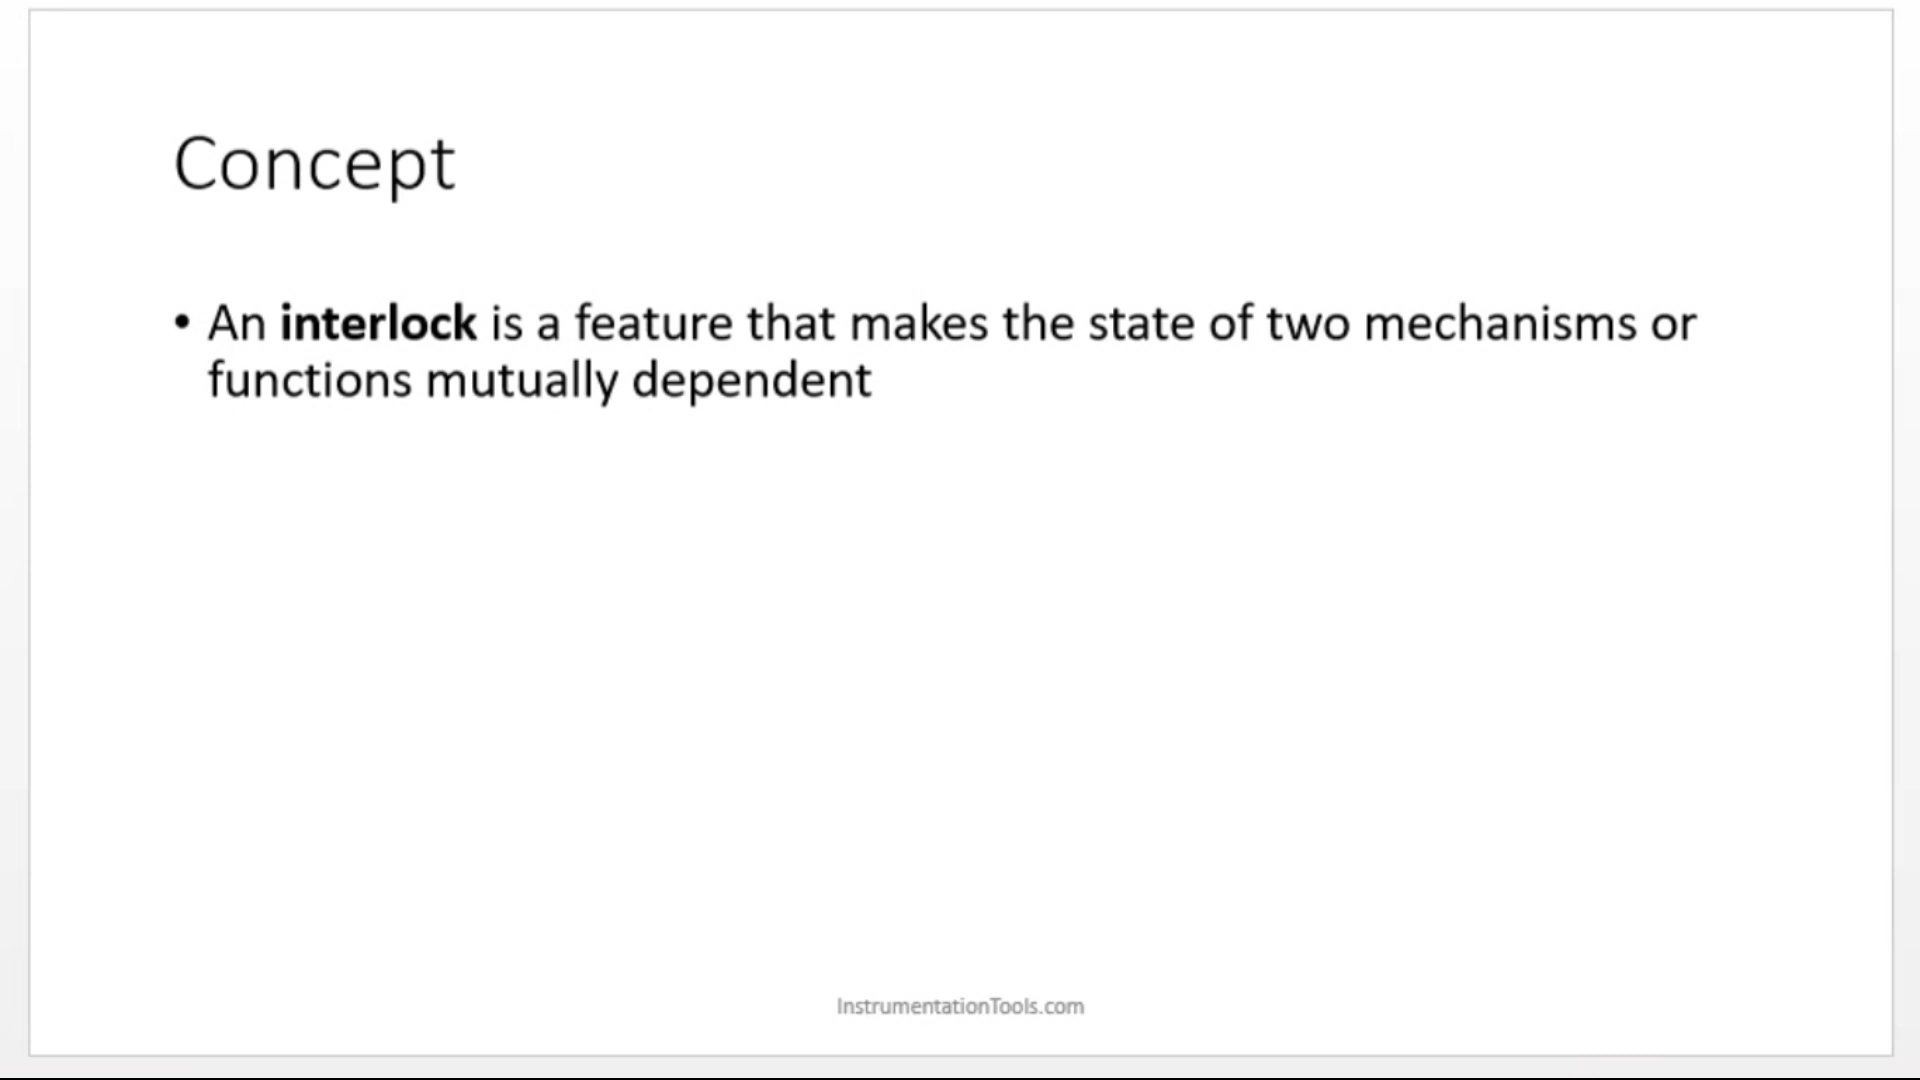 Concept
• An interlock is a feature that makes the state of two mechanisms or
functions mutually dependent
InstrumentationTools.com